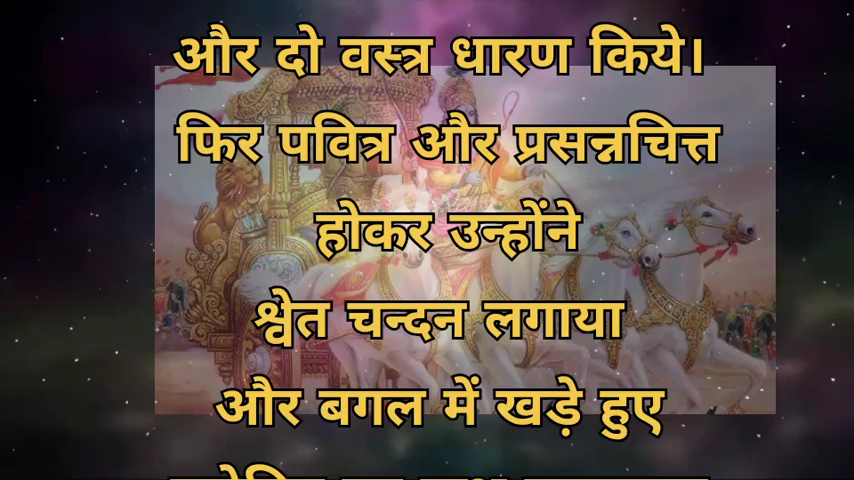 और दो वस्त्र धारण किये।
फिर पवित्र और प्रसन्नचित्त
होकर उन्होंने
श्वेत चन्दन लगाया
और बगल में खड़े हुए